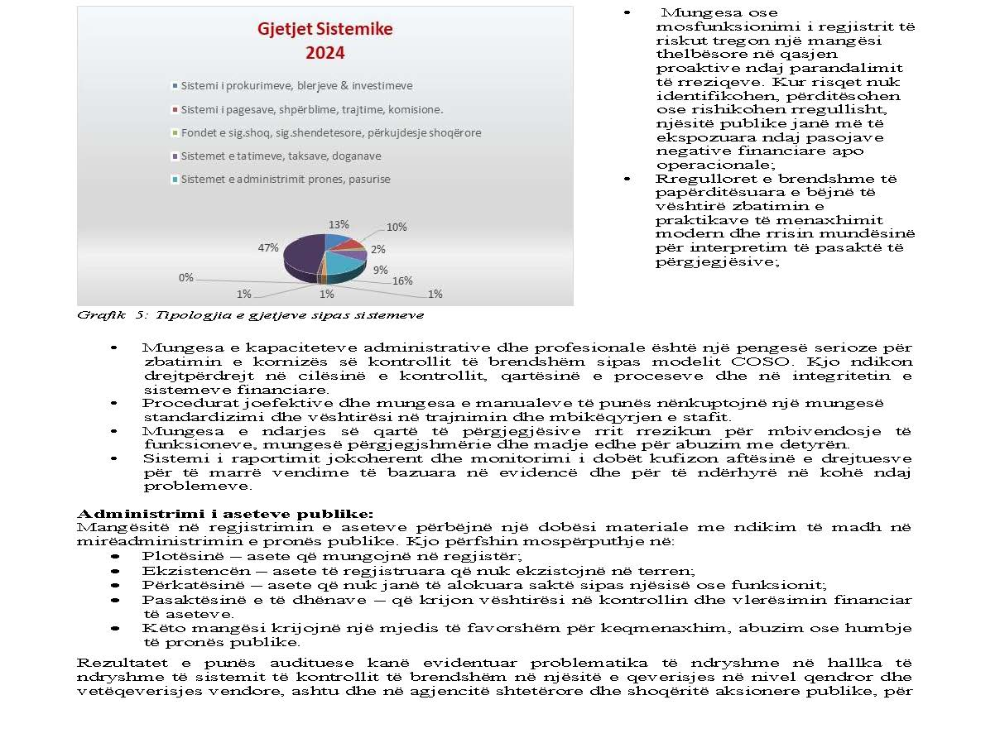 Gjetjet Sistemike
2024
Sistemi i prokurimeve, blerjeve & investimeve
Sistemi i pagesave, shpërblime, trajtime, komisione.
Fondet e sig.shoq, sig.shendetesore, përkujdesje shoqërore
Sistemet e tatimeve, taksave, doganave
Sistemet e administrimit prones, pasurise
13%
10%
47%
2%
9%
0%
16%
1%
1%
1%
Grafik 5: Tipologjia e gjetjeve sipas sistemeve
• Mungesa ose
mosfunksionimi i regjistrit të
riskut tregon një mangësi
thelbësore në qasjen
proaktive ndaj parandalimit
të rreziqeve. Kur risqet nuk
identifikohen, përditësohen
ose rishikohen rregullisht,
njësitë publike janë më të
ekspozuara ndaj pasojave
negative financiare apo
operacionale;
• Rregulloret e brendshme të
papërditësuara e bëjnë të
vështirë zbatimin e
praktikave të menaxhimit
modern dhe rrisin mundësinë
për interpretim të pasaktë të
përgjegjësive;
• Mungesa e kapaciteteve administrative dhe profesionale është një pengesë serioze për
zbatimin e kornizës së kontrollit të brendshëm sipas modelit COSO. Kjo ndikon
drejtpërdrejt në cilësinë e kontrollit, qartësinë e proceseve dhe në integritetin e
sistemeve financiare.
• Procedurat joefektive dhe mungesa e manualeve të punës nënkuptojnë një mungesë
standardizimi dhe vështirësi në trajnimin dhe mbikëqyrjen e stafit.
• Mungesa e ndarjes së qartë të përgjegjësive rrit rrezikun për mbivendosje të
funksioneve, mungesë përgjegjshmërie dhe madje edhe për abuzim me detyrën.
• Sistemi i raportimit jokoherent dhe monitorimi i dobët kufizon aftësinë e drejtuesve
për të marrë vendime të bazuara në evidencë dhe për të ndërhyrë në kohë ndaj
problemeve.
Administrimi i aseteve publike:
Mangësitë në regjistrimin e aseteve përbëjnë një dobësi materiale me ndikim të madh në
mirëadministrimin e pronës publike. Kjo përfshin mospërputhje në:
• Plotësinë – asete që mungojnë në regjistër;
• Ekzistencën – asete të regjistruara që nuk ekzistojnë në terren;
• Përkatësinë – asete që nuk janë të alokuara saktë sipas njësisë ose funksionit;
• Pasaktësinë e të dhënave – që krijon vështirësi në kontrollin dhe vlerësimin financiar
të aseteve.
• Këto mangësi krijojnë një mjedis të favorshëm për keqmenaxhim, abuzim ose humbje
të pronës publike.
Rezultatet e punës audituese kanë evidentuar problematika të ndryshme në hallka të
ndryshme të sistemit të kontrollit të brendshëm në njësitë e qeverisjes në nivel qendror dhe
vetëqeverisjes vendore, ashtu dhe në agjencitë shtetërore dhe shoqëritë aksionere publike, për